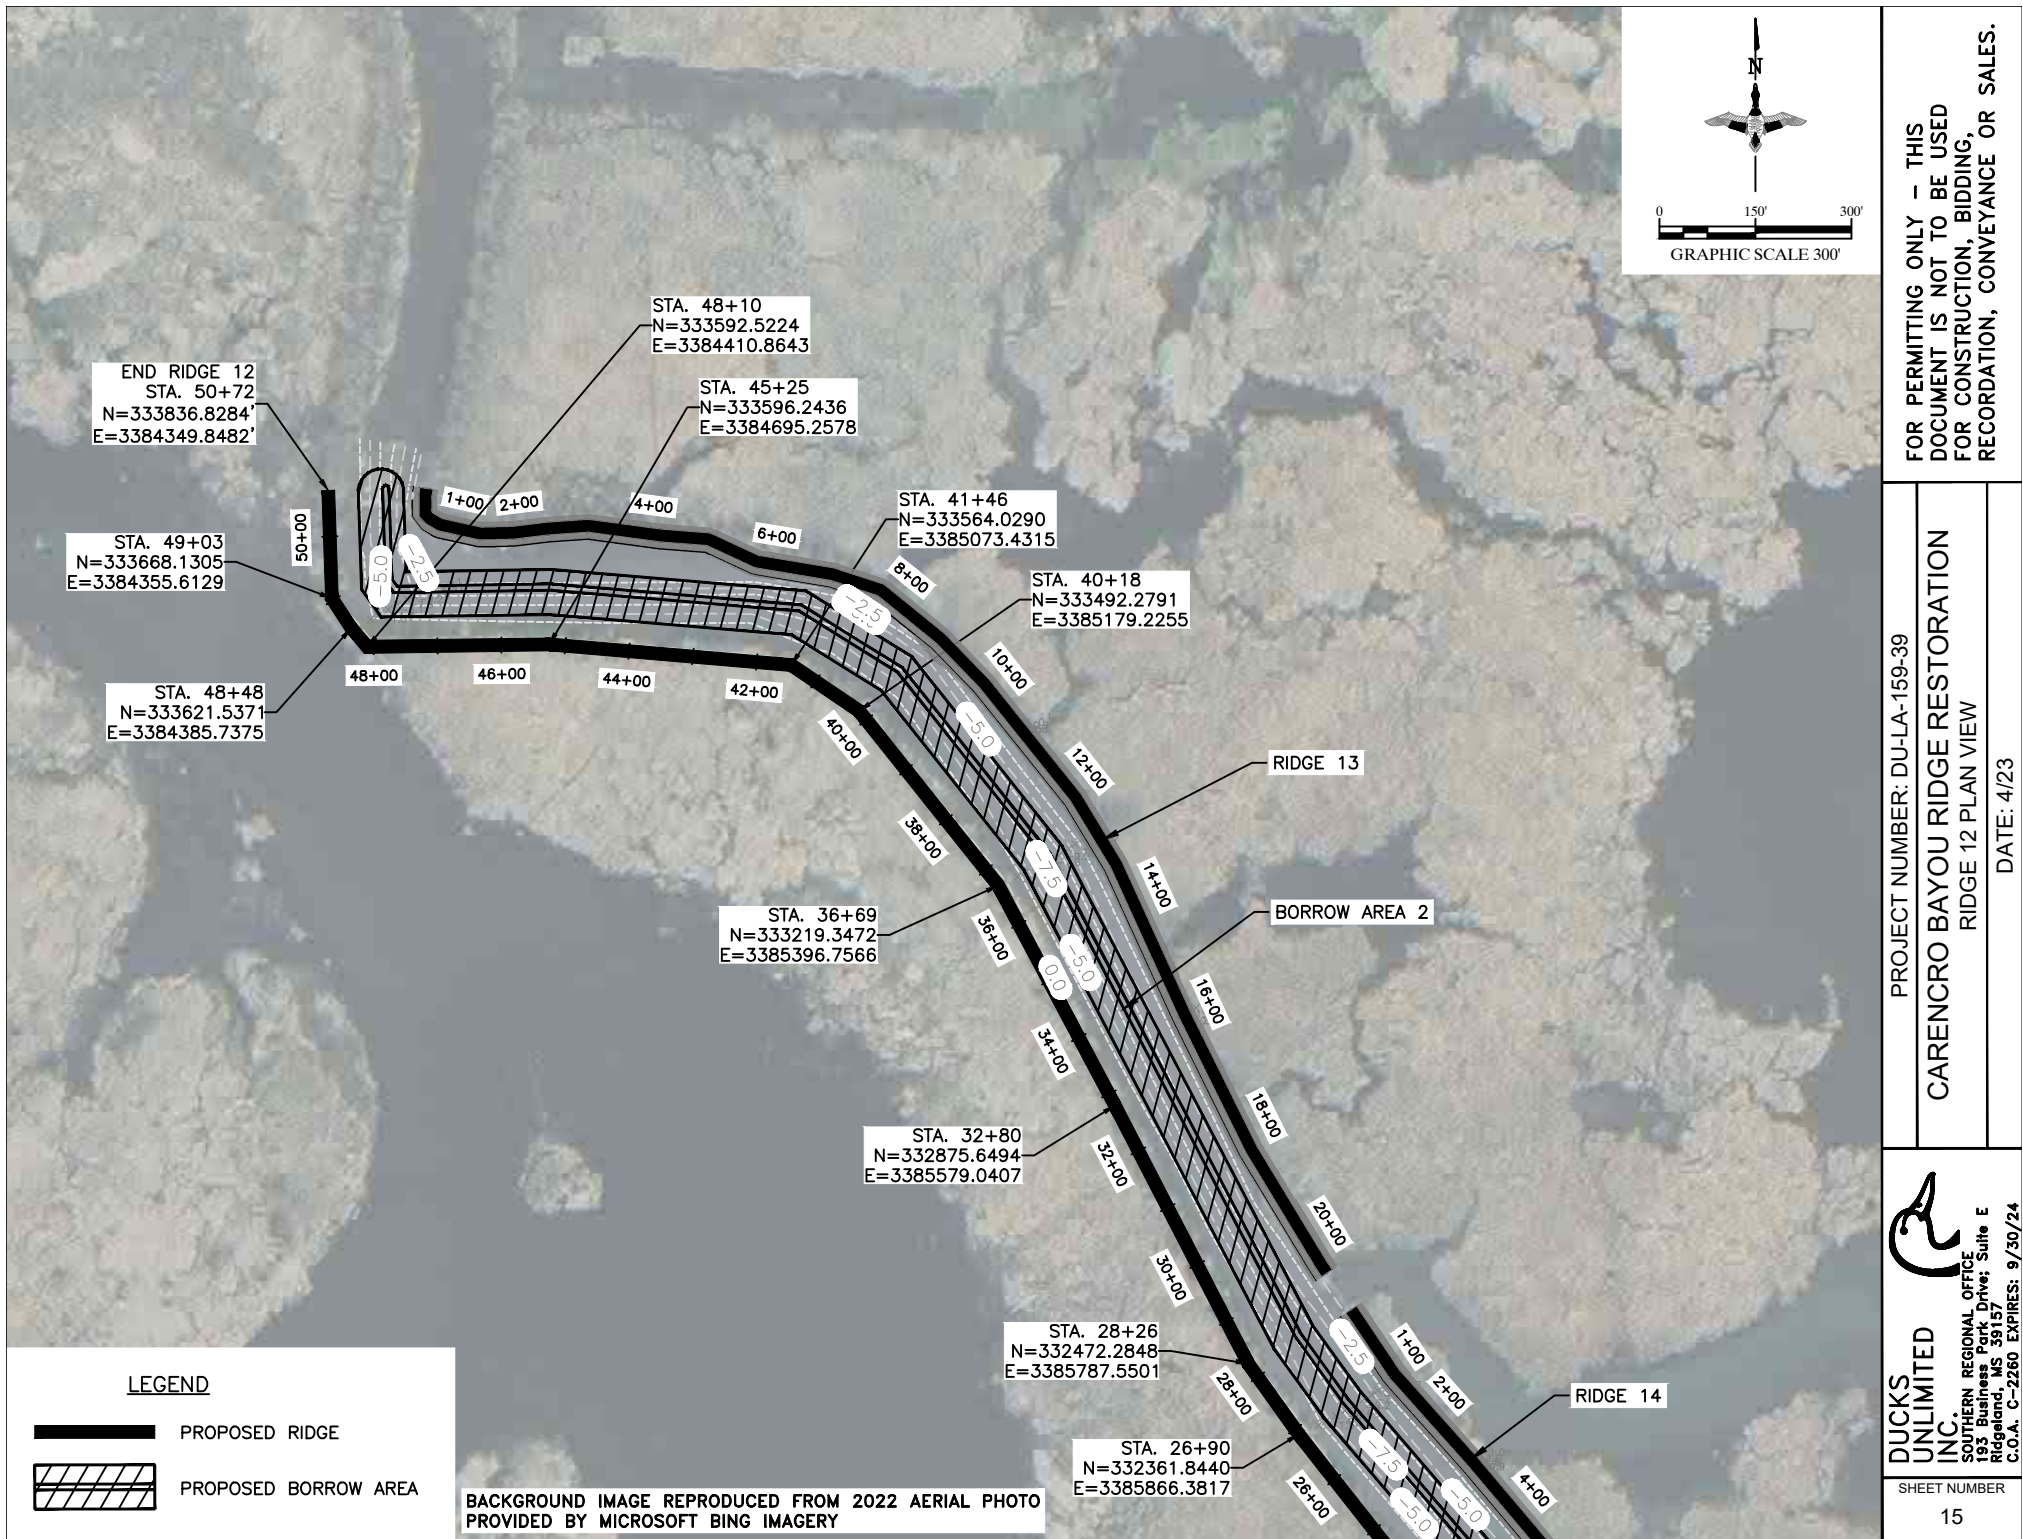 N
0 150' 300'
GRAPHIC SCALE 300'
STA. 48+10
N=333592.5224
E=3384410.8643
END RIDGE 12
STA. 50+72
N=333836.8284'
E=3384349.8482'
STA. 45+25
N=333596.2436
E=3384695.2578
STA. 41+46
N=333564.0290
E=3385073.4315
STA. 49+03
N=333668.1305
E=3384355.6129
STA. 40+18
N=333492.2791
E=3385179.2255
STA. 48+48
N=333621.5371
E=3384385.7375
50+00
48+00
46+00
44+00
42+00
40+00
38+00
36+00
34+00
32+00
30+00
28+00
26+00
1+00
2+00
4+00
6+00
8+00
10+00
12+00
14+00
16+00
18+00
20+00
1+00
2+00
4+00
-5.0
-2.5
-2.5
-5.0
-7.5
-5.0
0.0
-2.5
-7.5
-5.0
-5.0
RIDGE 13
BORROW AREA 2
STA. 36+69
N=333219.3472
E=3385396.7566
STA. 32+80
N=332875.6494
E=3385579.0407
STA. 28+26
N=332472.2848
E=3385787.5501
RIDGE 14
STA. 26+90
N=332361.8440
E=3385866.3817
LEGEND
PROPOSED RIDGE
PROPOSED BORROW AREA
BACKGROUND IMAGE REPRODUCED FROM 2022 AERIAL PHOTO
PROVIDED BY MICROSOFT BING IMAGERY
FOR PERMITTING ONLY - THIS
DOCUMENT IS NOT TO BE USED
FOR CONSTRUCTION, BIDDING,
RECORDATION, CONVEYANCE OR SALES.
PROJECT NUMBER: DU-LA-159-39
CARENCRO BAYOU RIDGE RESTORATION
RIDGE 12 PLAN VIEW
DATE: 4/23
DUCKS
UNLIMITED
INC.
SOUTHERN REGIONAL OFFICE
193 Business Park Drive; Suite E
Ridgeland, MS 39157
C.O.A. C-2260 EXPIRES: 9/30/24
SHEET NUMBER
15